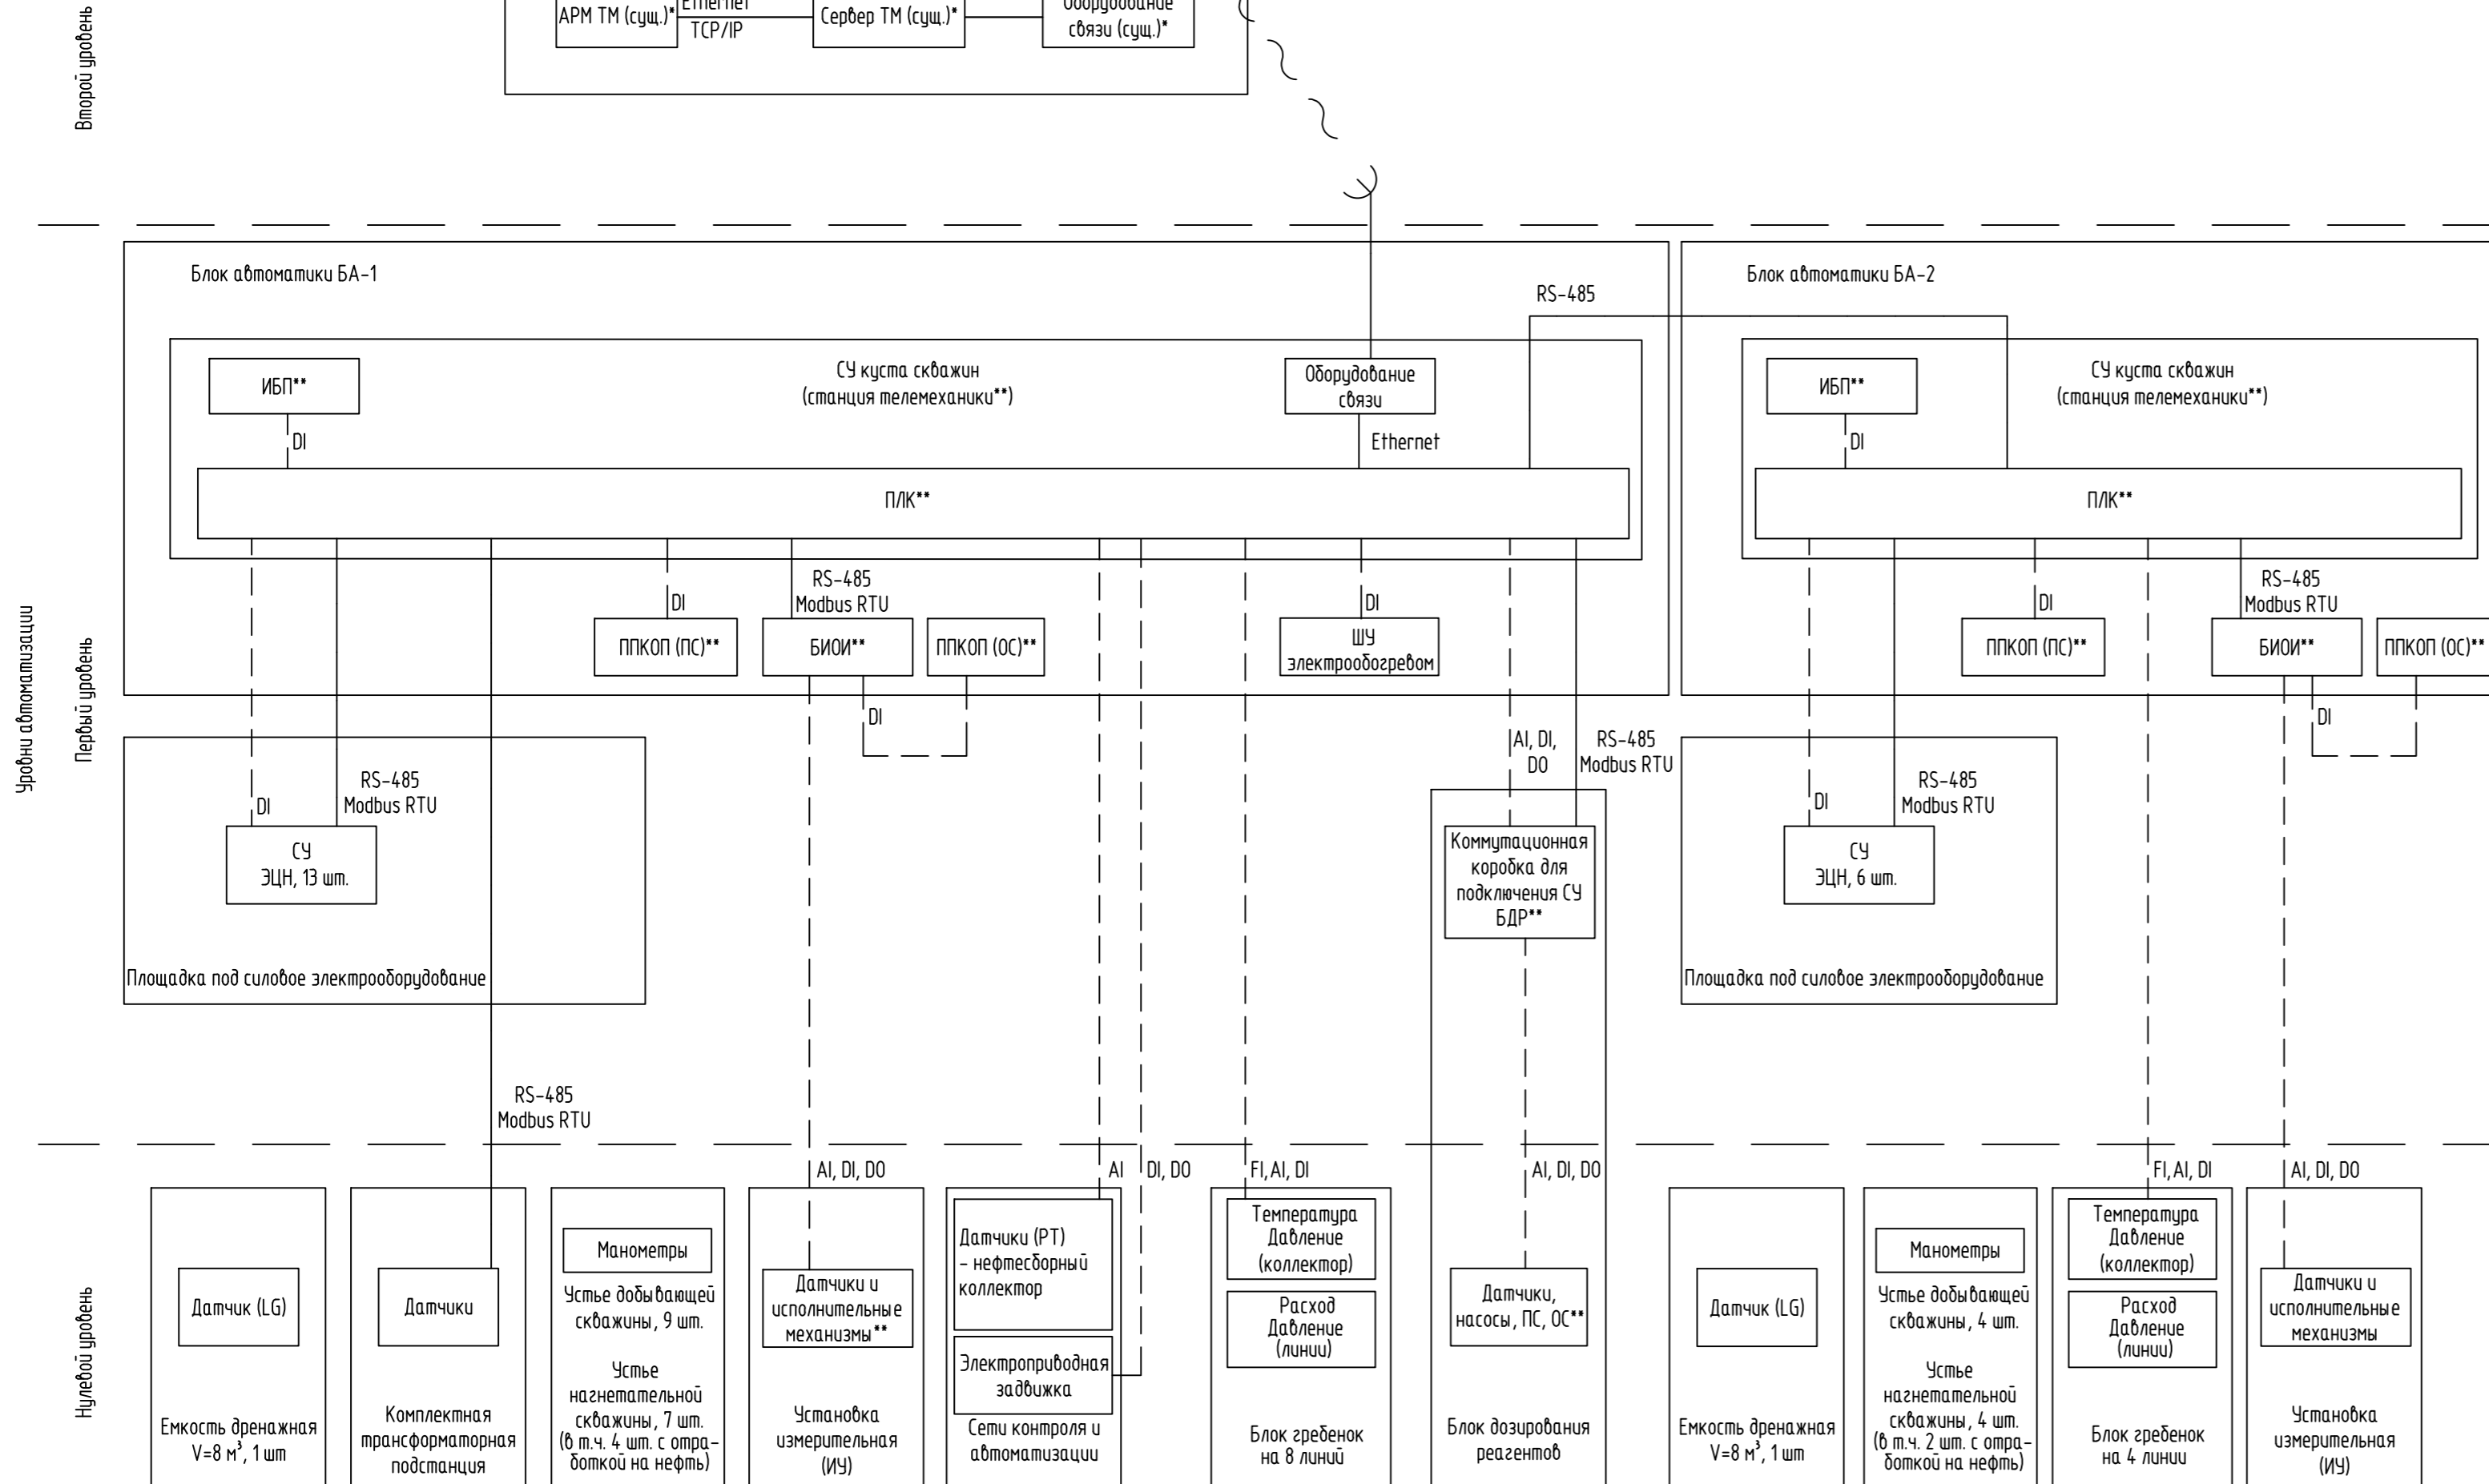 Второй уровень
АРМ ТМ (сущ.)*
Ethernet
TCP/IP
Сервер ТМ (сущ.)*
Оборудование
связи (сущ.)*
Уровни автоматизации
Первый уровень
Блок автоматики БА-1
RS-485
ИБП**
DI
СУ куста скважин
(станция телемеханики**)
Оборудование
связи
Ethernet
ПЛК**
DI
ППКОП (ПС)**
RS-485
Modbus RTU
БИОИ**
ППКОП (ОС)**
DI
DI
ШУ
электрообогревом
DI
RS-485
Modbus RTU
СУ
ЭЦН, 13 шт.
Площадка под силовое электрооборудование
RS-485
Modbus RTU
AI, DI,
DO
RS-485
Modbus RTU
Коммутационная
коробка для
подключения СУ
БДР**
Блок автоматики БА-2
ИБП**
DI
СУ куста скважин
(станция телемеханики**)
ПЛК**
DI
ППКОП (ПС)**
RS-485
Modbus RTU
БИОИ**
ППКОП (ОС)**
DI
DI
RS-485
Modbus RTU
СУ
ЭЦН, 6 шт.
Площадка под силовое электрооборудование
Нулевой уровень
Датчик (LG)
Емкость дренажная
V=8 м³, 1 шт
Датчики
Комплектная
трансформаторная
подстанция
Манометры
Устье добывающей
скважины, 9 шт.
Устье
нагнетательной
скважины, 7 шт.
(в т.ч. 4 шт. с отра-
боткой на нефть)
AI, DI, DO
Датчики и
исполнительные
механизмы**
Установка
измерительная
(ИУ)
AI
DI, DO
Датчики (PT)
- нефтесборный
коллектор
Электроприводная
задвижка
Сети контроля и
автоматизации
FI, AI, DI
Температура
Давление
(коллектор)
Расход
Давление
(линии)
Блок гребенок
на 8 линий
AI, DI, DO
Датчики,
насосы, ПС, ОС**
Блок дозирования
реагентов
Датчик (LG)
Емкость дренажная
V=8 м³, 1 шт
Манометры
Устье добывающей
скважины, 4 шт.
Устье
нагнетательной
скважины, 4 шт.
(в т.ч. 2 шт. с отра-
боткой на нефть)
FI, AI, DI
Температура
Давление
(коллектор)
Расход
Давление
(линии)
Блок гребенок
на 4 линии
AI, DI, DO
Датчики и
исполнительные
механизмы
Установка
измерительная
(ИУ)